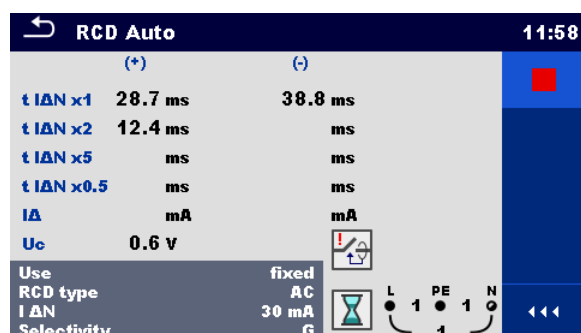 RCD Auto 11:58
(+) (-)
t IΔN x1 28.7 ms 38.8 ms
t IΔN x2 12.4 ms ms
t IΔN x5 ms ms
t IΔN x0.5 ms ms
IΔ mA mA
Uc 0.6 V
Use fixed
RCD type AC
I ΔN 30 mA
Selectivity G
L PE N
1 1
1